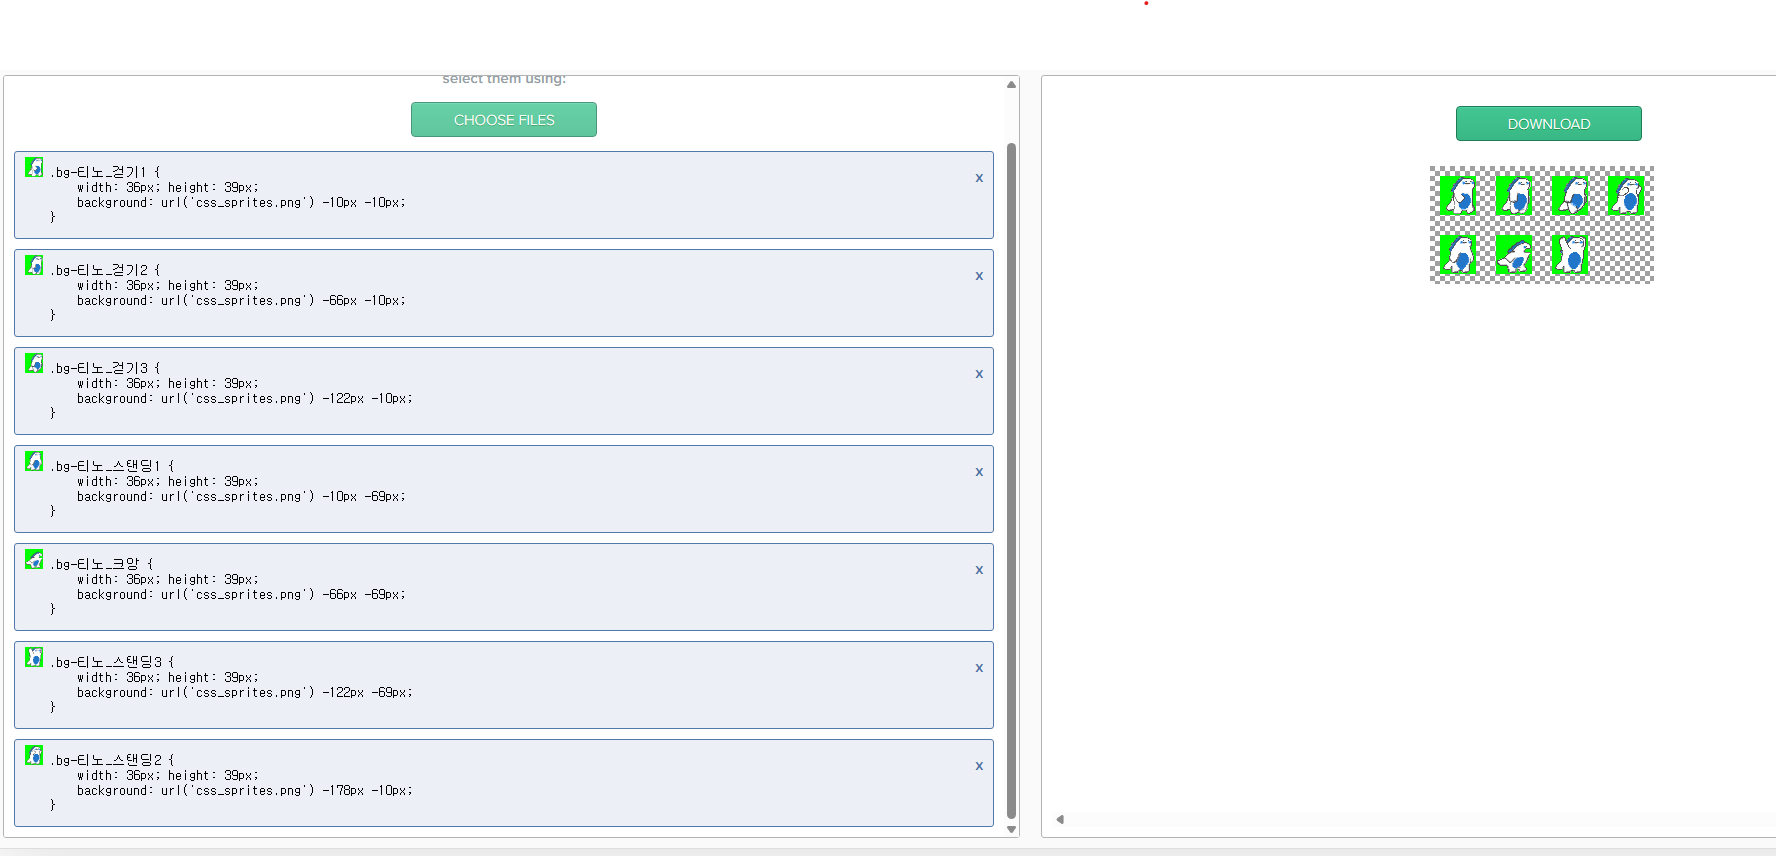 select them using:
CHOOSE FILES
.bg-티노_걷기1 {
width: 36px; height: 39px;
background: url('css_sprites.png') -10px -10px;
}
x
.bg-티노_걷기2 {
width: 36px; height: 39px;
background: url('css_sprites.png') -66px -10px;
}
x
.bg-티노_걷기3 {
width: 36px; height: 39px;
background: url('css_sprites.png') -122px -10px;
}
x
.bg-티노_스탠딩1 {
width: 36px; height: 39px;
background: url('css_sprites.png') -10px -69px;
}
x
.bg-티노_크앙 {
width: 36px; height: 39px;
background: url('css_sprites.png') -66px -69px;
}
x
.bg-티노_스탠딩3 {
width: 36px; height: 39px;
background: url('css_sprites.png') -122px -69px;
}
x
.bg-티노_스탠딩2 {
width: 36px; height: 39px;
background: url('css_sprites.png') -178px -10px;
}
x
DOWNLOAD